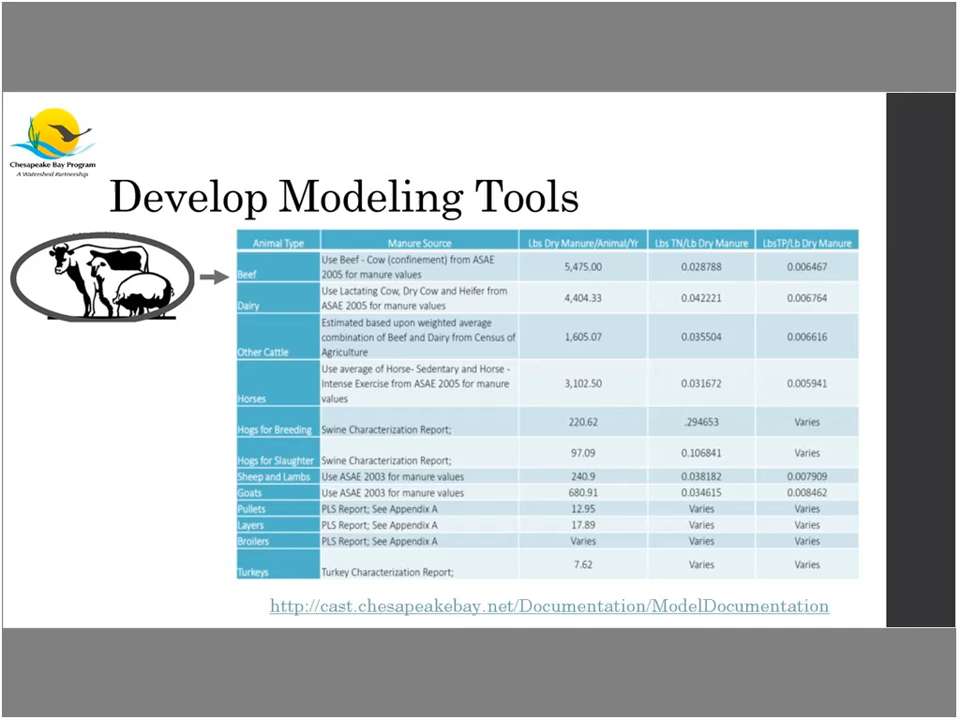 Chesapeake Bay Program
A Watershed Partnership
Develop Modeling Tools
Animal Type Manure Source Lbs Dry Manure/Animal/Yr Lbs TN/Lb Dry Manure LbsTP/Lb Dry Manure
Use Beef - Cow (confinement) from ASAE
Beef 2005 for manure values 5,475.00 0.028788 0.006467
Use Lactating Cow, Dry Cow and Heifer from
Dairy ASAE 2005 for manure values 4,404.33 0.042221 0.006764
Estimated based upon weighted average
combination of Beef and Dairy from Census of 1,605.07 0.035504 0.006616
Other Cattle Agriculture
Use average of Horse- Sedentary and Horse -
Intense Exercise from ASAE 2005 for manure 3,102.50 0.031672 0.005941
Horses values
Hogs for Breeding Swine Characterization Report; 220.62 .294653 Varies
Hogs for Slaughter Swine Characterization Report; 97.09 0.106841 Varies
Sheep and Lambs Use ASAE 2003 for manure values 240.9 0.038182 0.007909
Goats Use ASAE 2003 for manure values 680.91 0.034615 0.008462
Pullets PLS Report; See Appendix A 12.95 Varies Varies
Layers PLS Report; See Appendix A 17.89 Varies Varies
Broilers PLS Report; See Appendix A Varies Varies Varies
Turkeys Turkey Characterization Report; 7.62 Varies Varies
http://cast.chesapeakebay.net/Documentation/ModelDocumentation